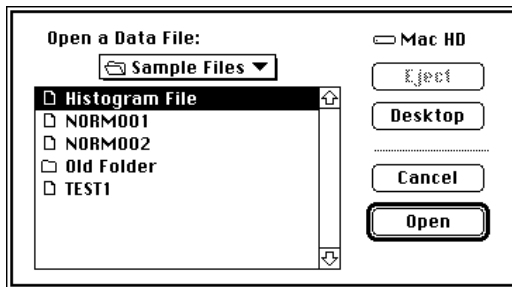 Open a Data File:
Sample Files
Histogram File
NORM001
NORM002
Old Folder
TEST1
Mac HD
Eject
Desktop
Cancel
Open